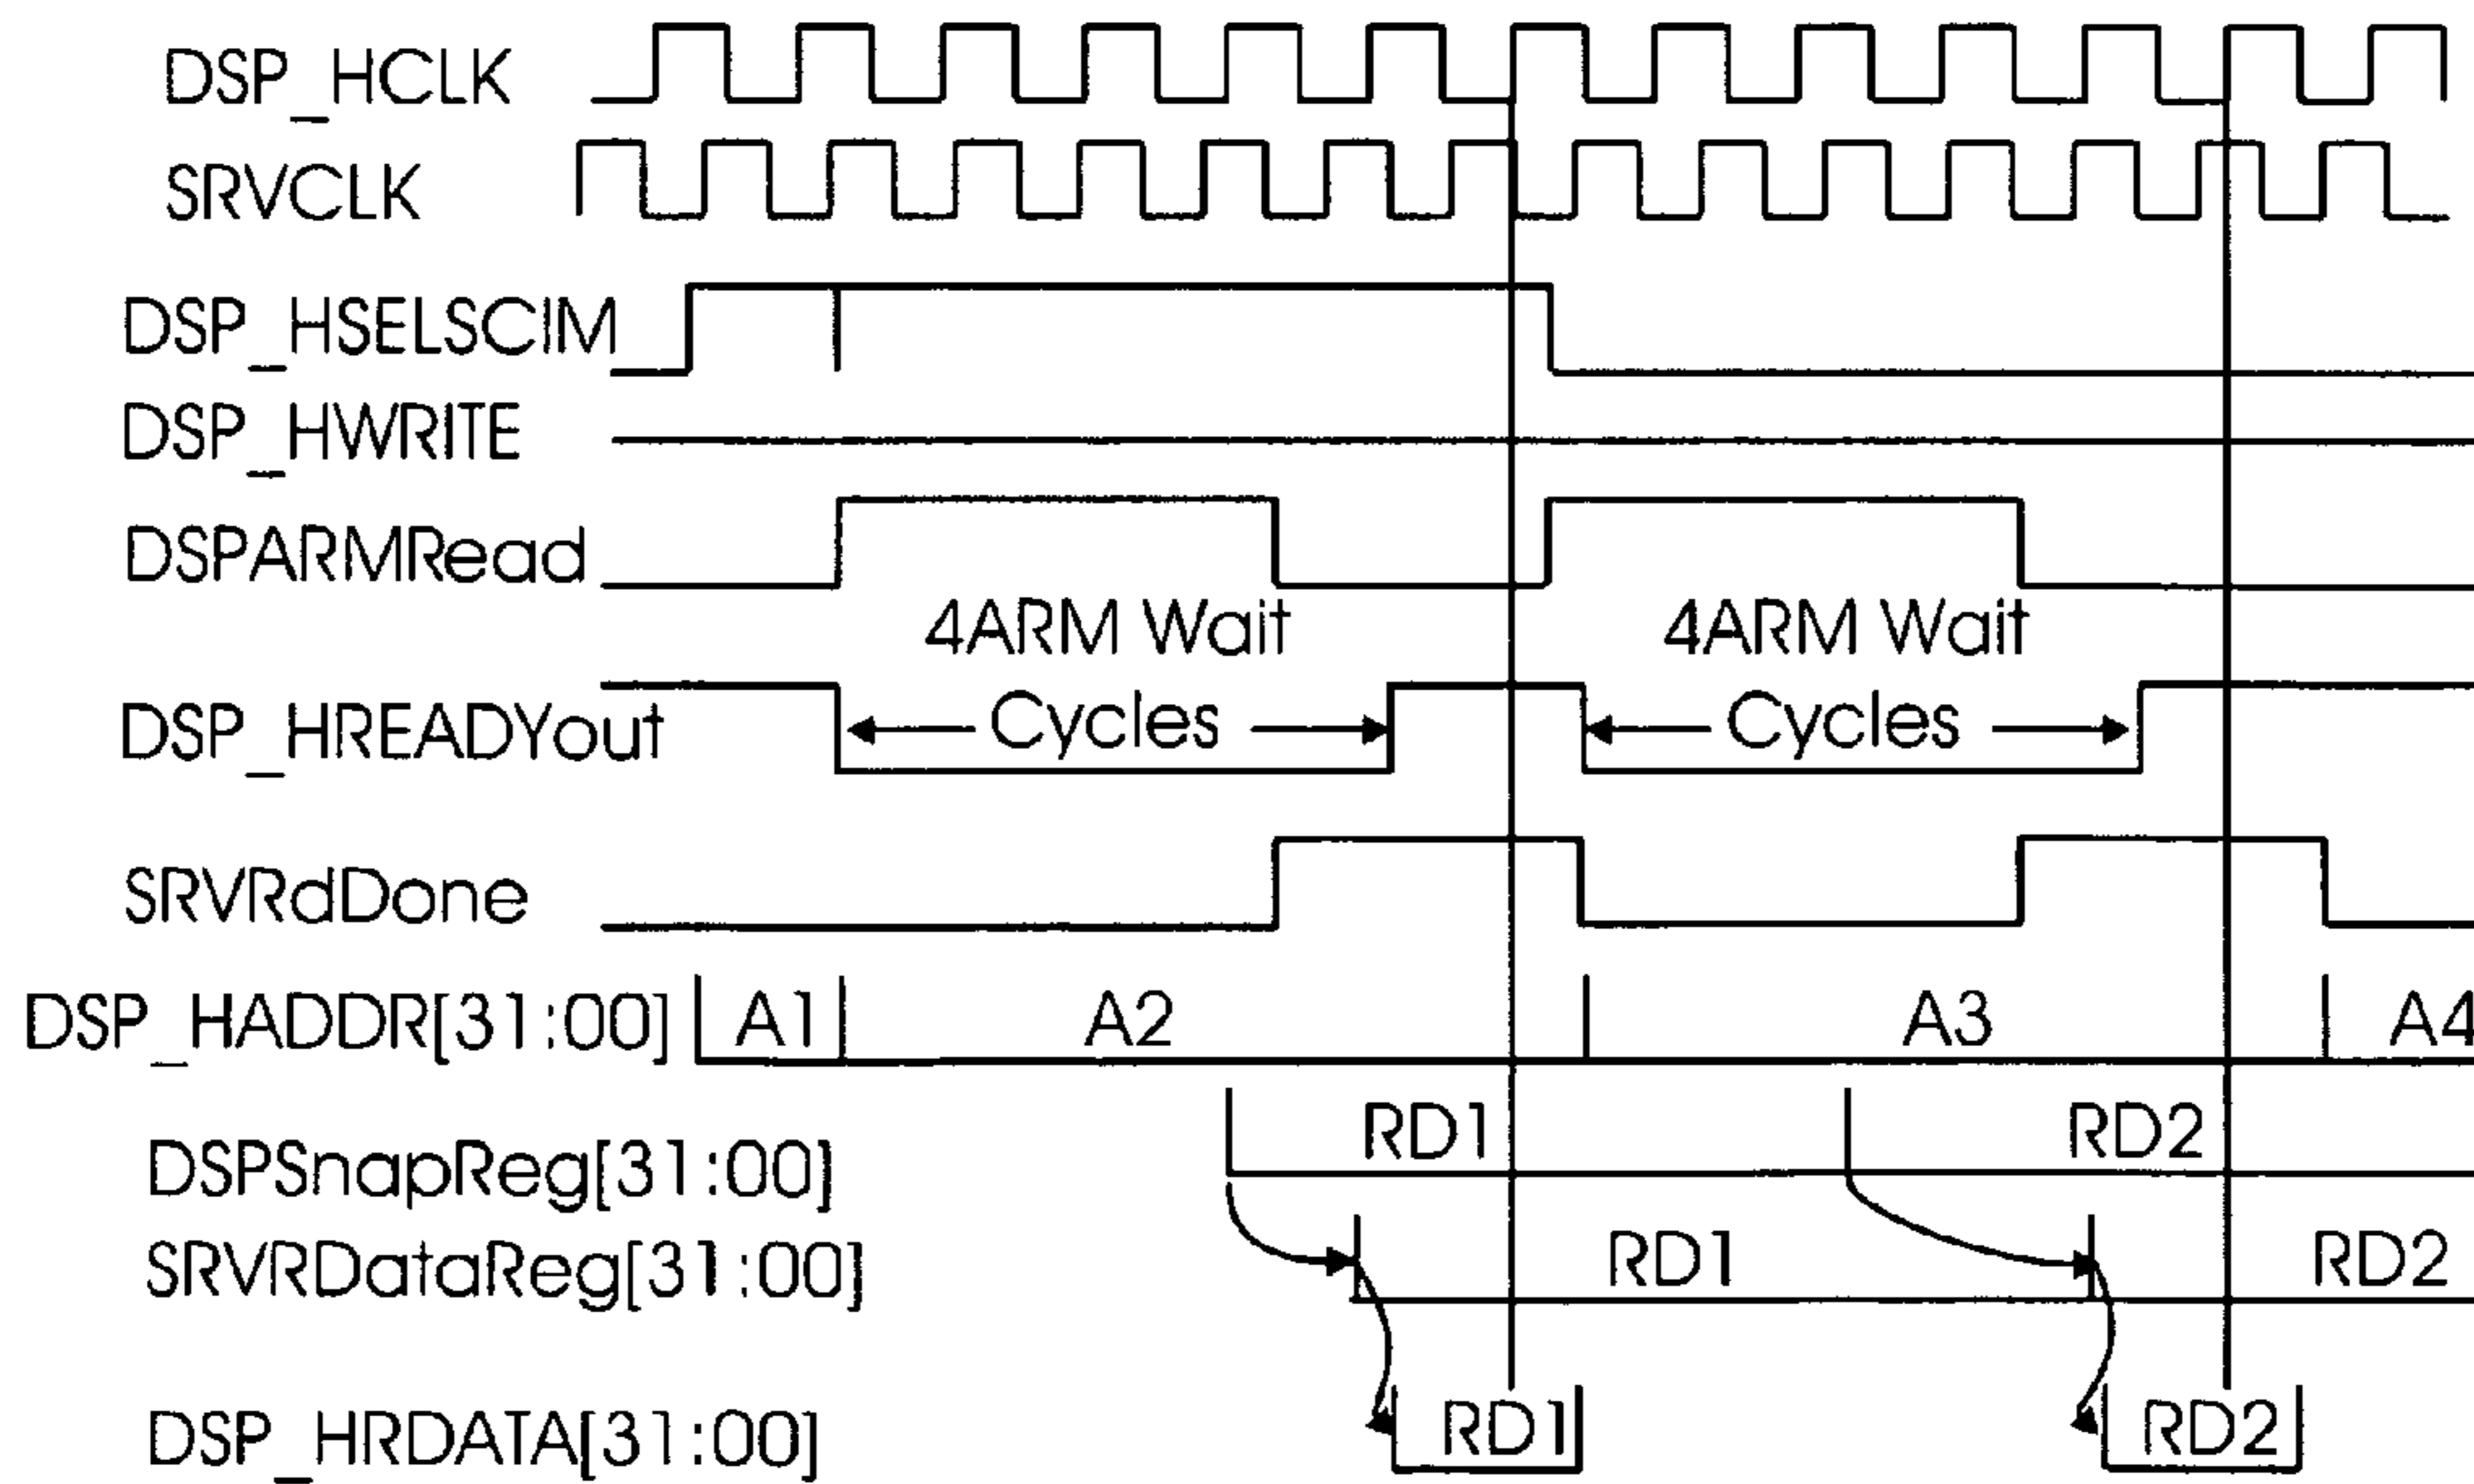 DSP_HCLK
SRVCLK
DSP_HSELSCIM
DSP_HWRITE
DSPARMRead
4ARM Wait 4ARM Wait
DSP_HREADYout Cycles Cycles
SRVRdDone
DSP_HADDR[31:00] A1 A2 A3 A4
DSPSnapReg[31:00] RD1 RD2
SRVRDataReg[31:00] RD1 RD2
DSP_HRDATA[31:00] RD1 RD2